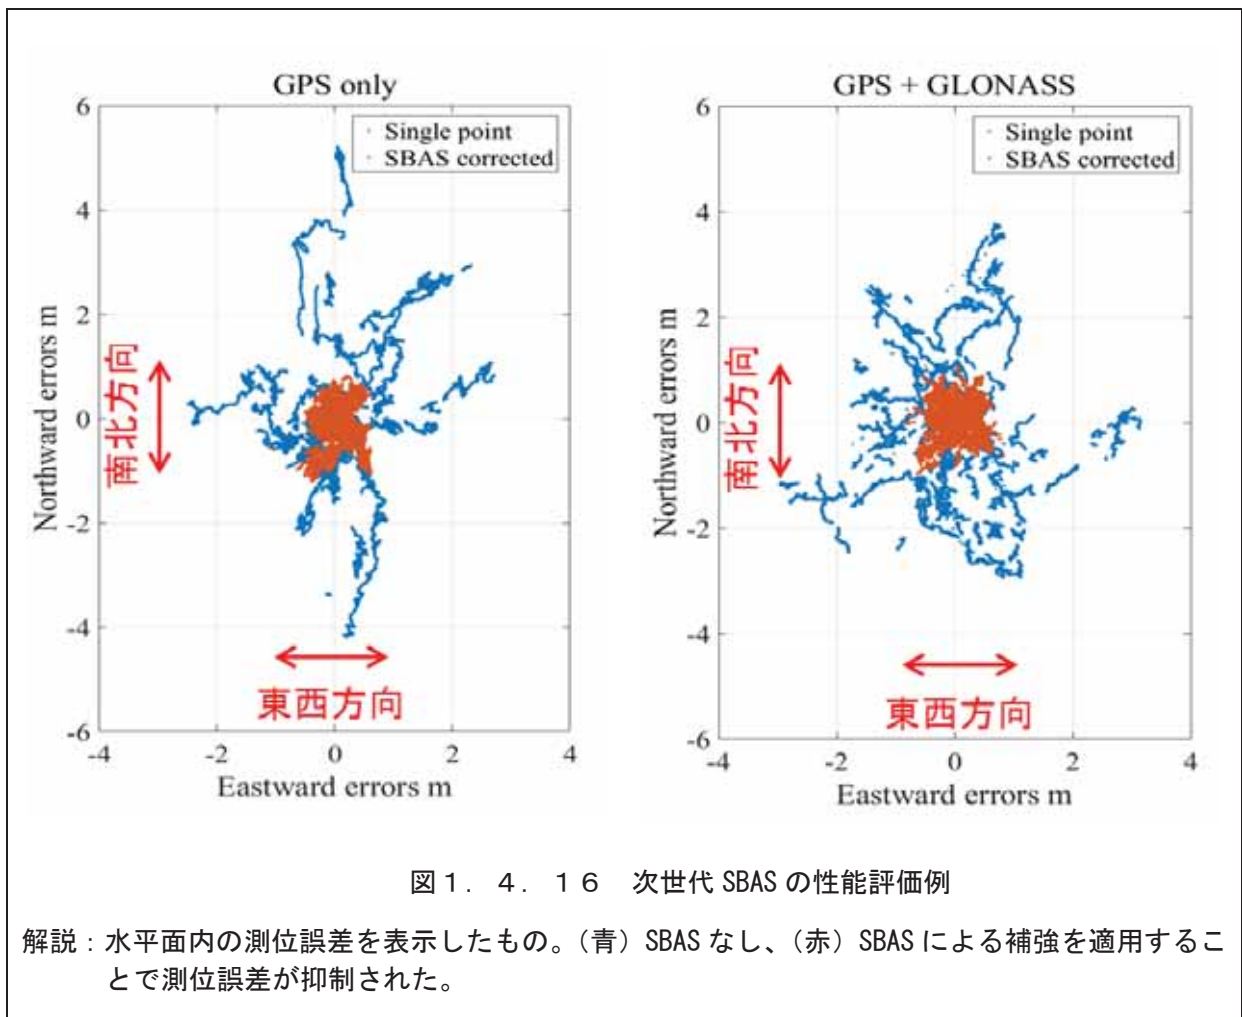 GPS only
Single point
SBAS corrected
6
4
2
0
-2
-4
-6
Northward errors m
南北方向
東西方向
-4
-2
0
2
4
Eastward errors m
GPS + GLONASS
Single point
SBAS corrected
6
4
2
0
-2
-4
-6
Northward errors m
南北方向
東西方向
-4
-2
0
2
4
Eastward errors m
図1．4．16　次世代 SBAS の性能評価例
解説：水平面内の測位誤差を表示したもの。（青）SBAS なし、（赤）SBAS による補強を適用するこ
とで測位誤差が抑制された。